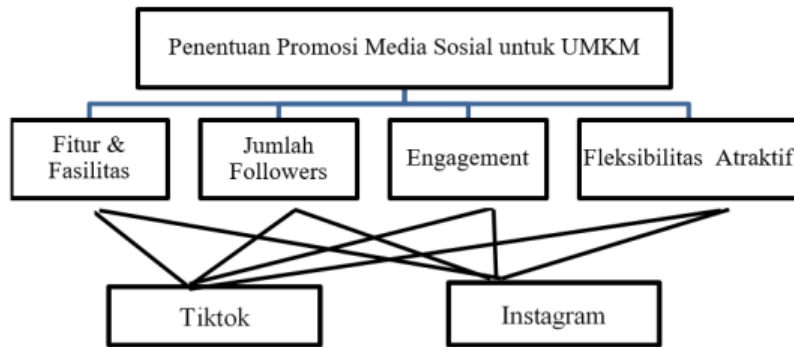 Penentuan Promosi Media Sosial untuk UMKM
Fitur &
Fasilitas
Jumlah
Followers
Engagement
Fleksibilitas Atraktif
Tiktok
Instagram